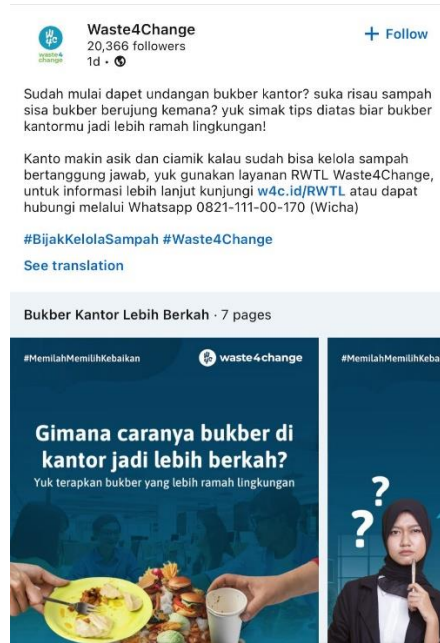 Waste4Change
20,366 followers
1d •
+ Follow
waste4
change
Sudah mulai dapet undangan bukber kantor? suka risau sampah
sisa bukber berujung kemana? yuk simak tips diatas biar bukber
kantormu jadi lebih ramah lingkungan!
Kanto makin asik dan ciamik kalau sudah bisa kelola sampah
bertanggung jawab, yuk gunakan layanan RWTL Waste4Change,
untuk informasi lebih lanjut kunjungi w4c.id/RWTL atau dapat
hubungi melalui Whatsapp 0821-111-00-170 (Wicha)
#BijakKelolaSampah #Waste4Change
See translation
Bukber Kantor Lebih Berkah · 7 pages
#MemilahMemilihKebaikan
waste4change
Gimana caranya bukber di
kantor jadi lebih berkah?
Yuk terapkan bukber yang lebih ramah lingkungan
#MemilahMemilihKeba
? ?